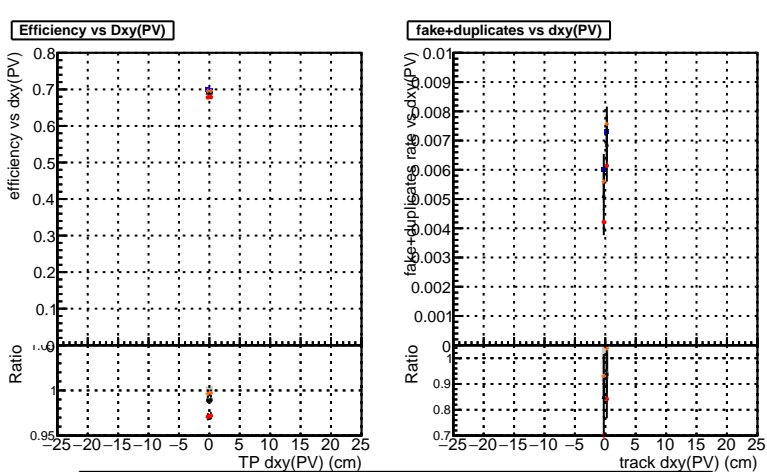 Efficiency vs Dxy(PV)
efficiency vs dxy(PV)
0.8
0.7
0.6
0.5
0.4
0.3
0.2
0.1
0
Ratio
1
0.95
−25 −20 −15 −10 −5 0 5 10 15 20 25
TP dxy(PV) (cm)
fake+duplicates vs dxy(PV)
fake+duplicates rate vs dxy(PV)
0.01
0.009
0.008
0.007
0.006
0.005
0.004
0.003
0.002
0.001
0
Ratio
1
0.9
0.8
0.7
−25 −20 −15 −10 −5 0 5 10 15 20 25
track dxy(PV) (cm)